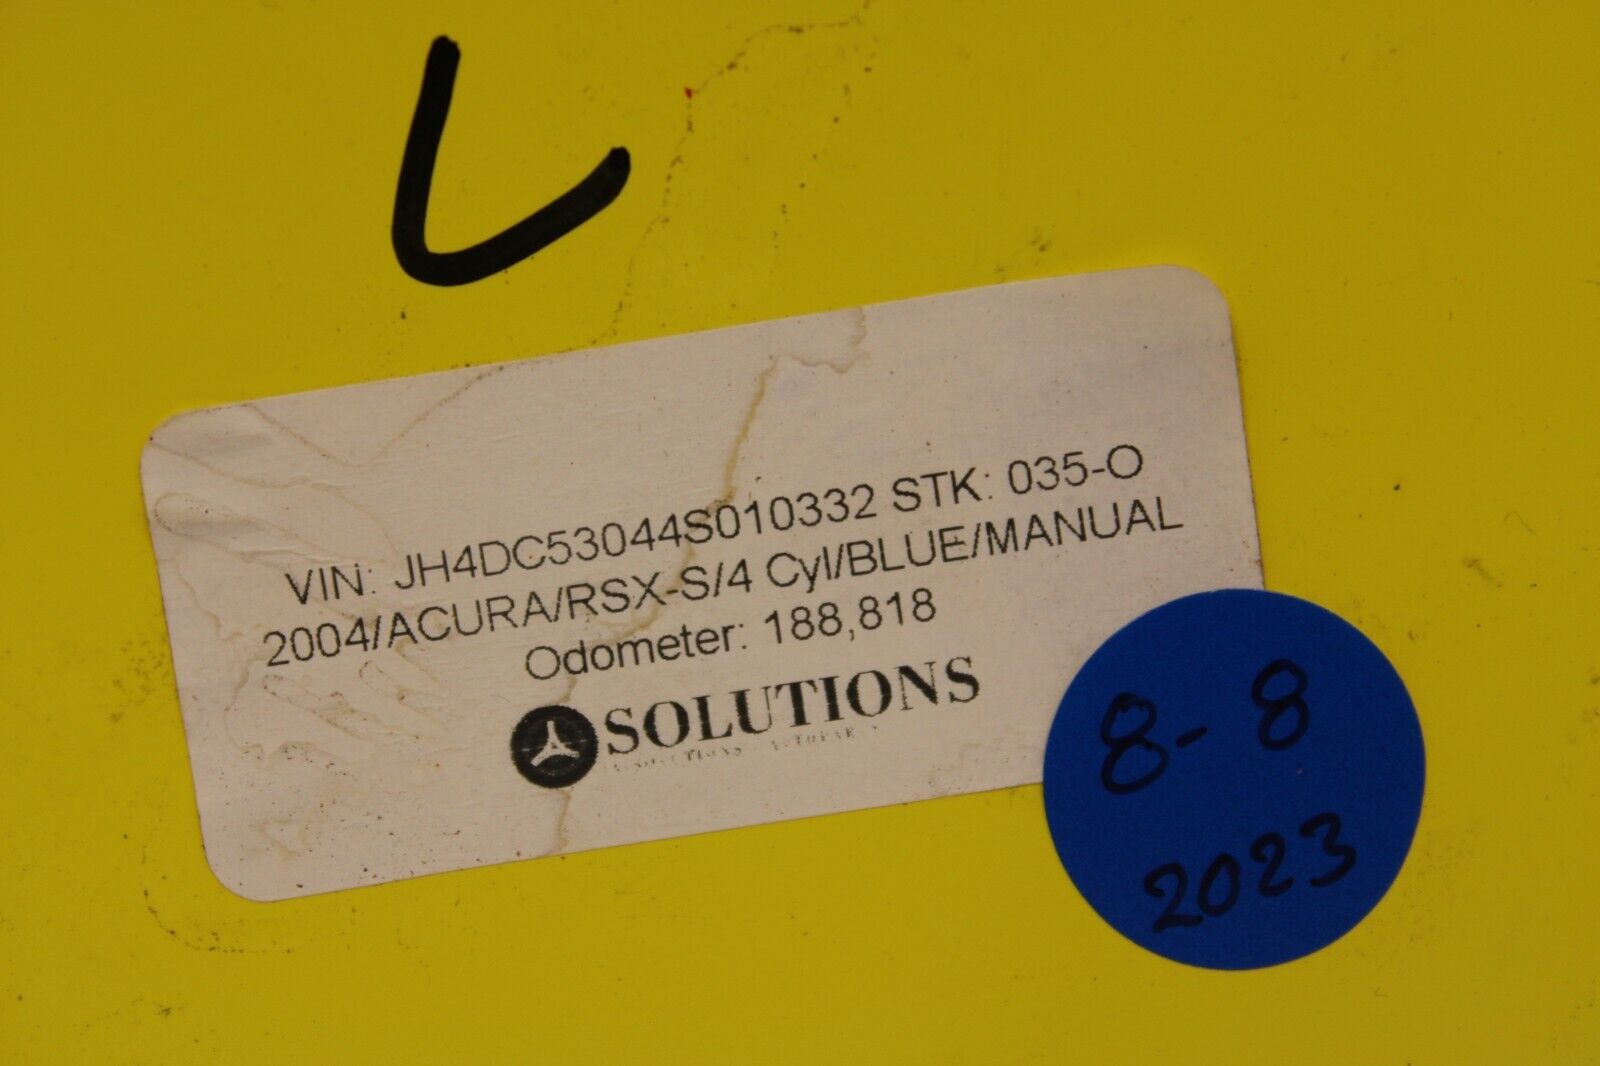 L
VIN: JH4DC53044S010332 STK: 035-O
2004/ACURA/RSX-S/4 Cyl/BLUE/MANUAL
Odometer: 188,818
SOLUTIONS
8-8
2023